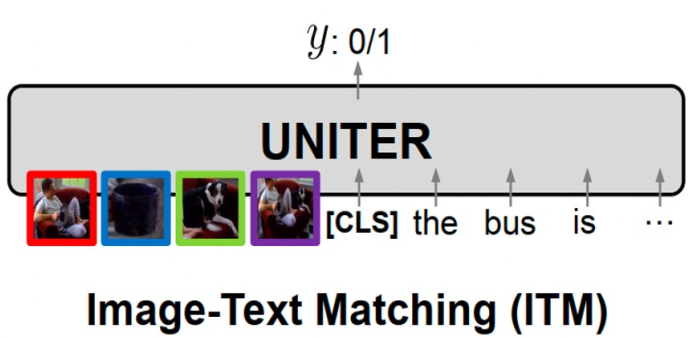 y: 0/1
UNITER
[CLS] the bus is ...
Image-Text Matching (ITM)